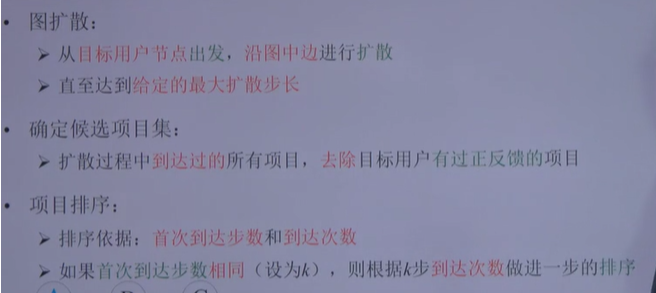 • 图扩散：
➤ 从目标用户节点出发，沿图中边进行扩散
➤ 直至达到给定的最大扩散步长
• 确定候选项目集：
➤ 扩散过程中到达过的所有项目，去除目标用户有过正反馈的项目
• 项目排序：
➤ 排序依据：首次到达步数和到达次数
➤ 如果首次到达步数相同（设为k），则根据k步到达次数做进一步的排序